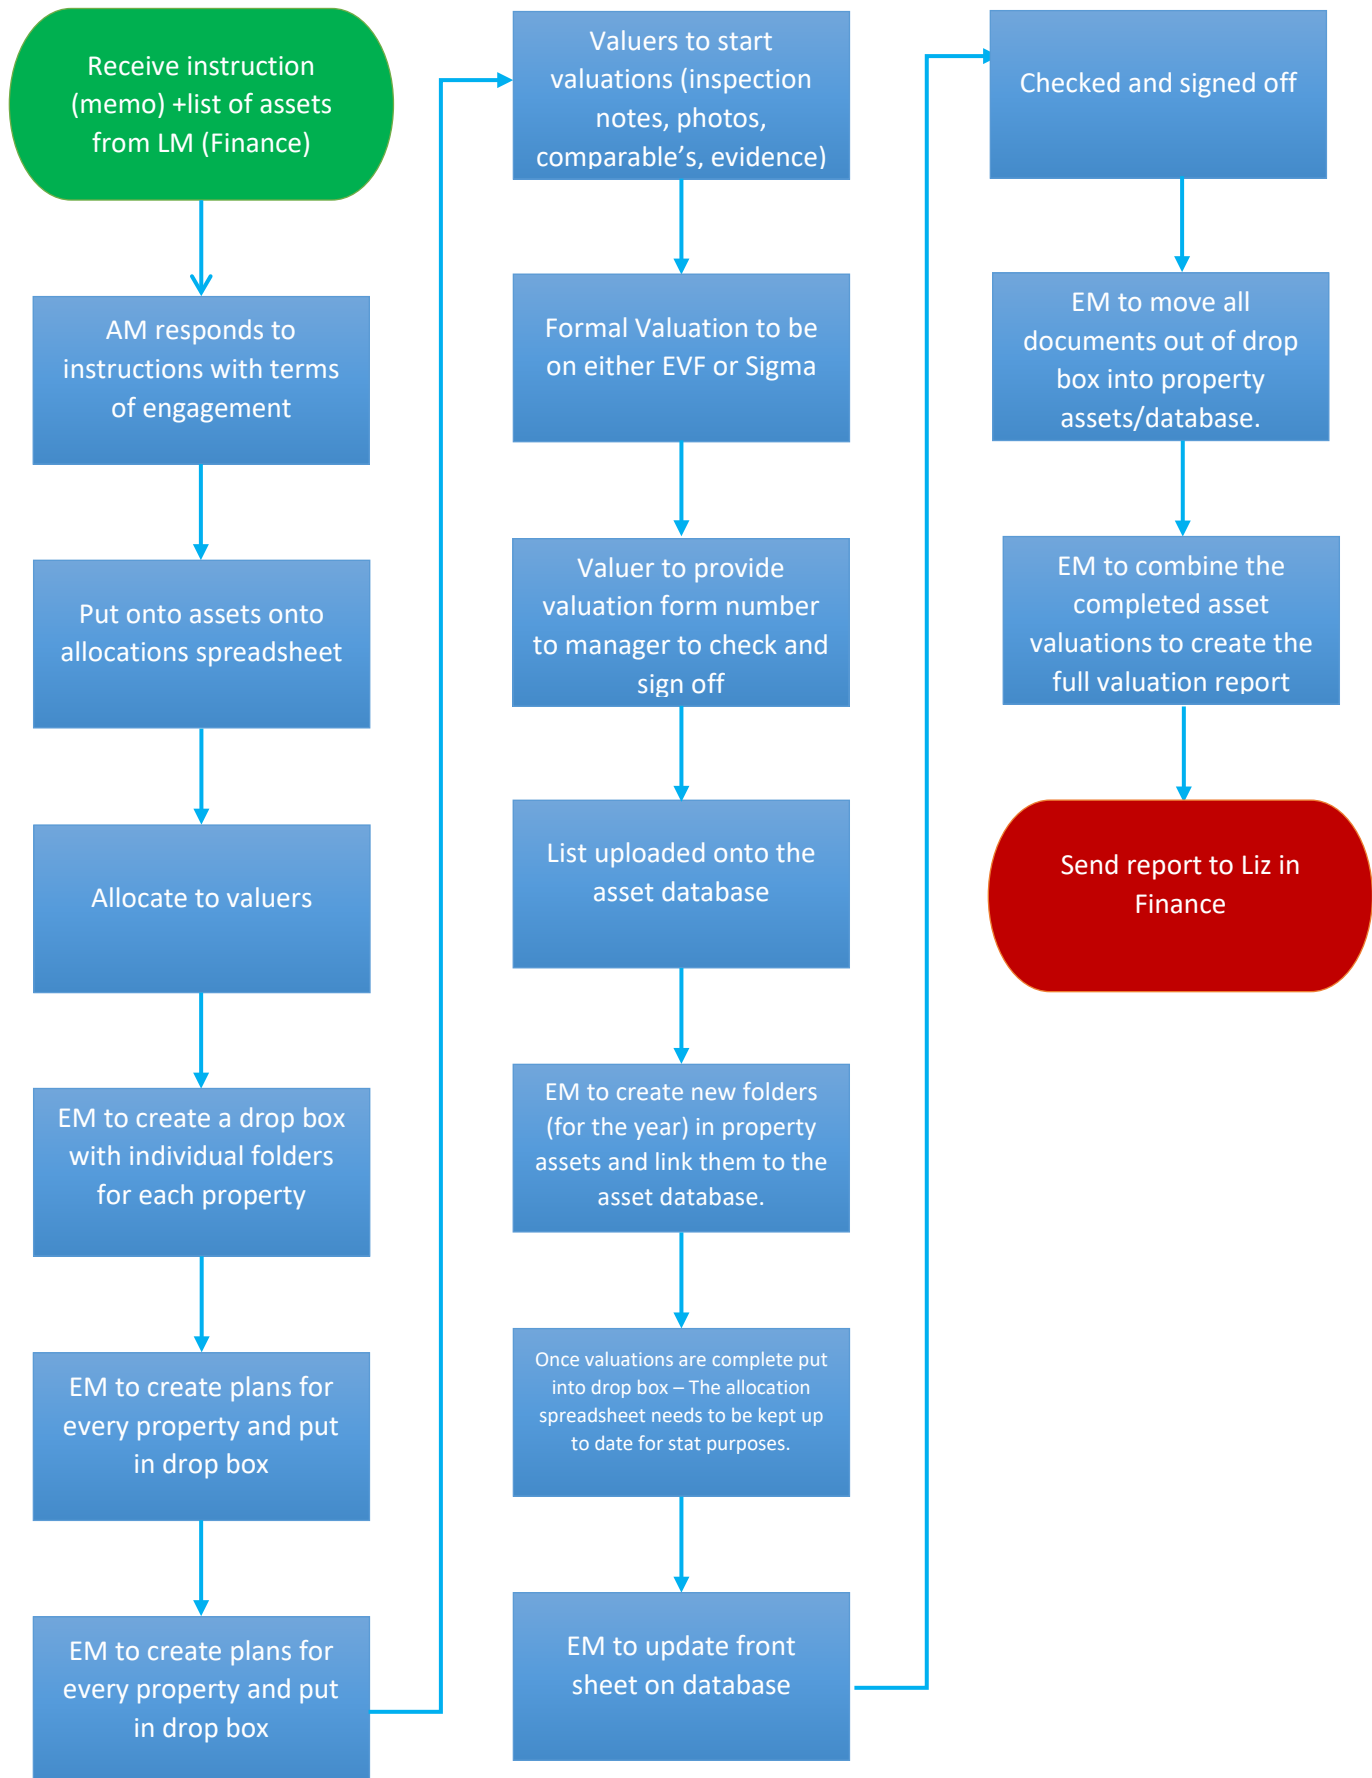 Receive instruction
(memo) +list of assets
from LM (Finance)
AM responds to
instructions with terms
of engagement
Put onto assets onto
allocations spreadsheet
Allocate to valuers
EM to create a drop box
with individual folders
for each property
EM to create plans for
every property and put
in drop box
EM to create plans for
every property and put
in drop box
Valuers to start
valuations (inspection
notes, photos,
comparable’s, evidence)
Formal Valuation to be
on either EVF or Sigma
Valuer to provide
valuation form number
to manager to check and
sign off
List uploaded onto the
asset database
EM to create new folders
(for the year) in property
assets and link them to the
asset database.
Once valuations are complete put
into drop box – The allocation
spreadsheet needs to be kept up
to date for stat purposes.
EM to update front
sheet on database
Checked and signed off
EM to move all
documents out of drop
box into property
assets/database.
EM to combine the
completed asset
valuations to create the
full valuation report
Send report to Liz in
Finance